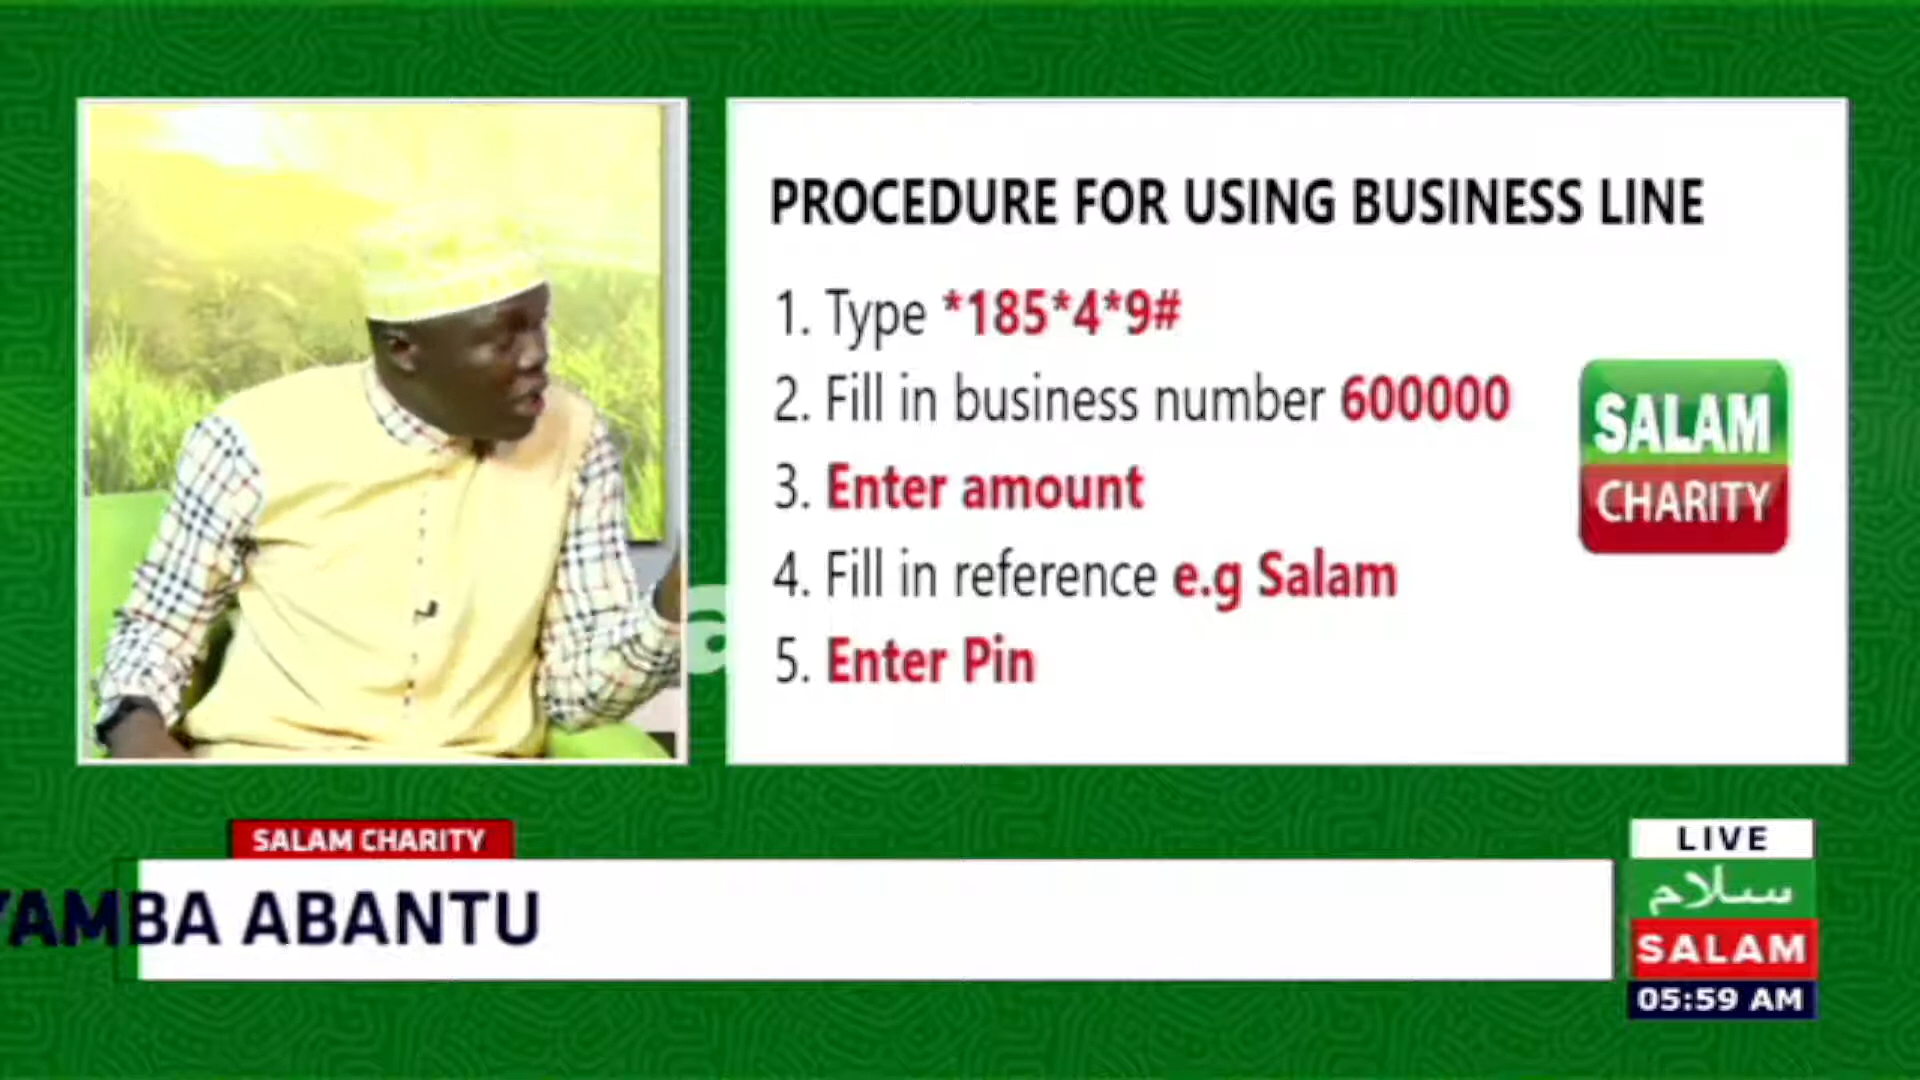 PROCEDURE FOR USING BUSINESS LINE
1. Type *185*4*9#
2. Fill in business number 600000
3. Enter amount
4. Fill in reference e.g Salam
5. Enter Pin
SALAM
CHARITY
SALAM CHARITY
YAMBA ABANTU
LIVE
سلام
SALAM
05:59 AM